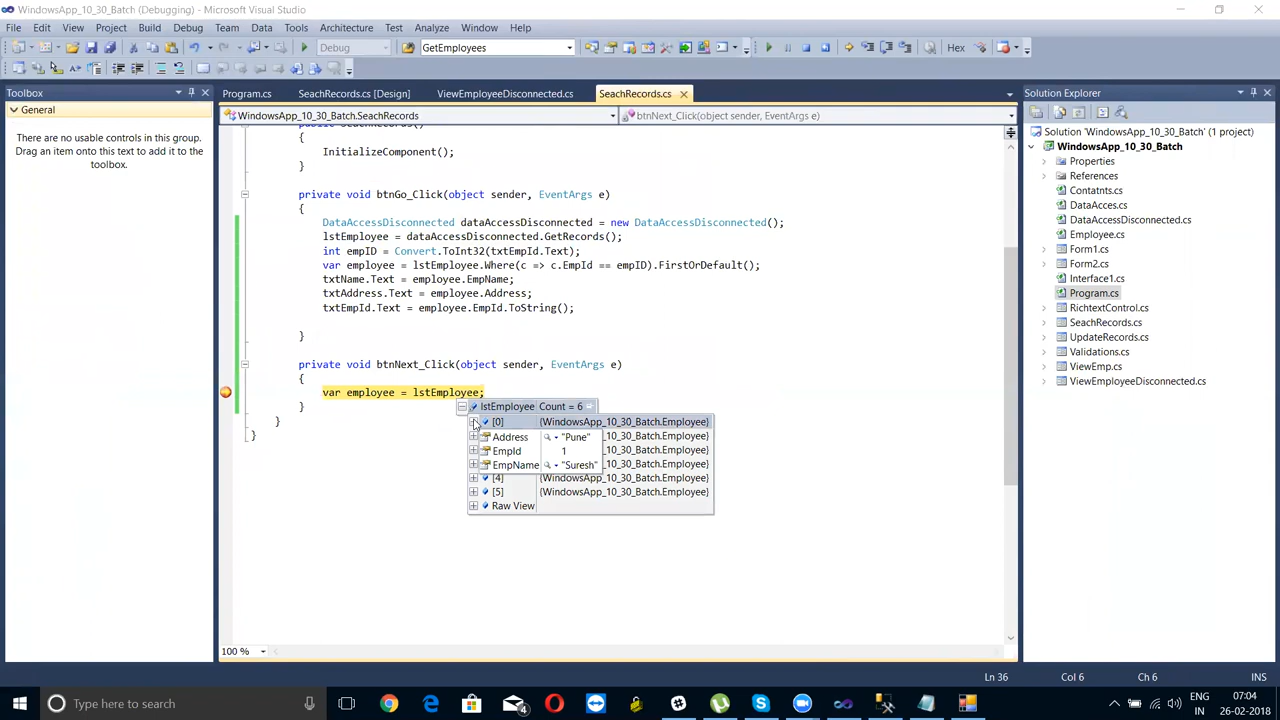 WindowsApp_10_30_Batch (Debugging) - Microsoft Visual Studio
File Edit View Project Build Debug Team Data Tools Architecture Test Analyze Window Help
Debug GetEmployees Hex
Toolbox
General
There are no usable controls in this group.
Drag an item onto this text to add it to the
toolbox.
Program.cs SeachRecords.cs [Design] ViewEmployeeDisconnected.cs SeachRecords.cs
WindowsApp_10_30_Batch.SeachRecords btnNext_Click(object sender, EventArgs e)
public SeachRecords()
{
InitializeComponent();
}
private void btnGo_Click(object sender, EventArgs e)
{
DataAccessDisconnected dataAccessDisconnected = new DataAccessDisconnected();
lstEmployee = dataAccessDisconnected.GetRecords();
int empID = Convert.ToInt32(txtEmpId.Text);
var employee = lstEmployee.Where(c => c.EmpId == empID).FirstOrDefault();
txtName.Text = employee.EmpName;
txtAddress.Text = employee.Address;
txtEmpId.Text = employee.EmpId.ToString();
}
private void btnNext_Click(object sender, EventArgs e)
{
var employee = lstEmployee;
}
}
}
lstEmployee Count = 6
[0] {WindowsApp_10_30_Batch.Employee}
Address "Pune" _10_30_Batch.Employee}
EmpId 1 _10_30_Batch.Employee}
EmpName "Suresh" _10_30_Batch.Employee}
[4] {WindowsApp_10_30_Batch.Employee}
[5] {WindowsApp_10_30_Batch.Employee}
Raw View
100 %
Solution Explorer
Solution 'WindowsApp_10_30_Batch' (1 project)
WindowsApp_10_30_Batch
Properties
References
Contatnts.cs
DataAcces.cs
DataAccessDisconnected.cs
Employee.cs
Form1.cs
Form2.cs
Interface1.cs
Program.cs
RichtextControl.cs
SeachRecords.cs
UpdateRecords.cs
Validations.cs
ViewEmp.cs
ViewEmployeeDisconnected.cs
Ln 36 Col 6 Ch 6 INS
Type here to search
4
ENG
IN
07:04
26-02-2018